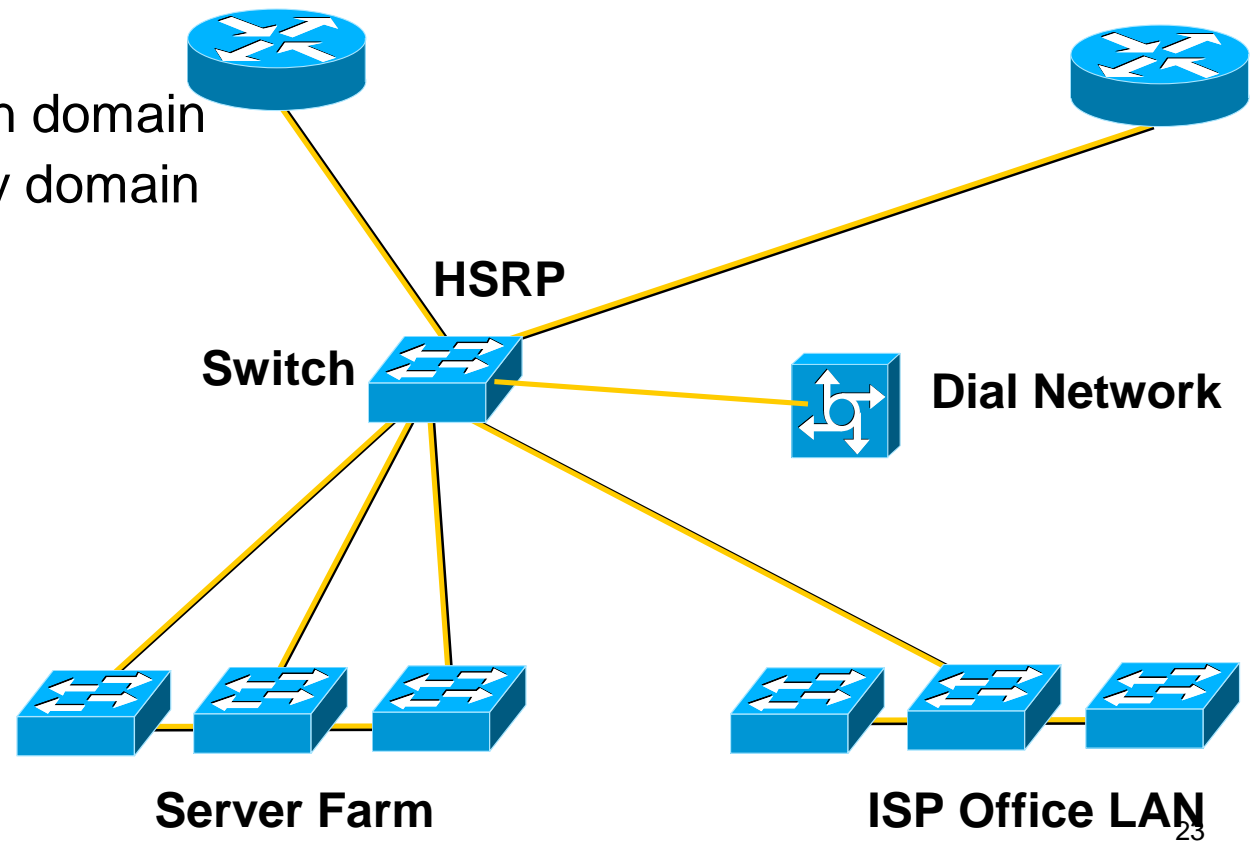 domain
domain
HSRP
Switch
Dial Network
Server Farm
ISP Office LAN
23